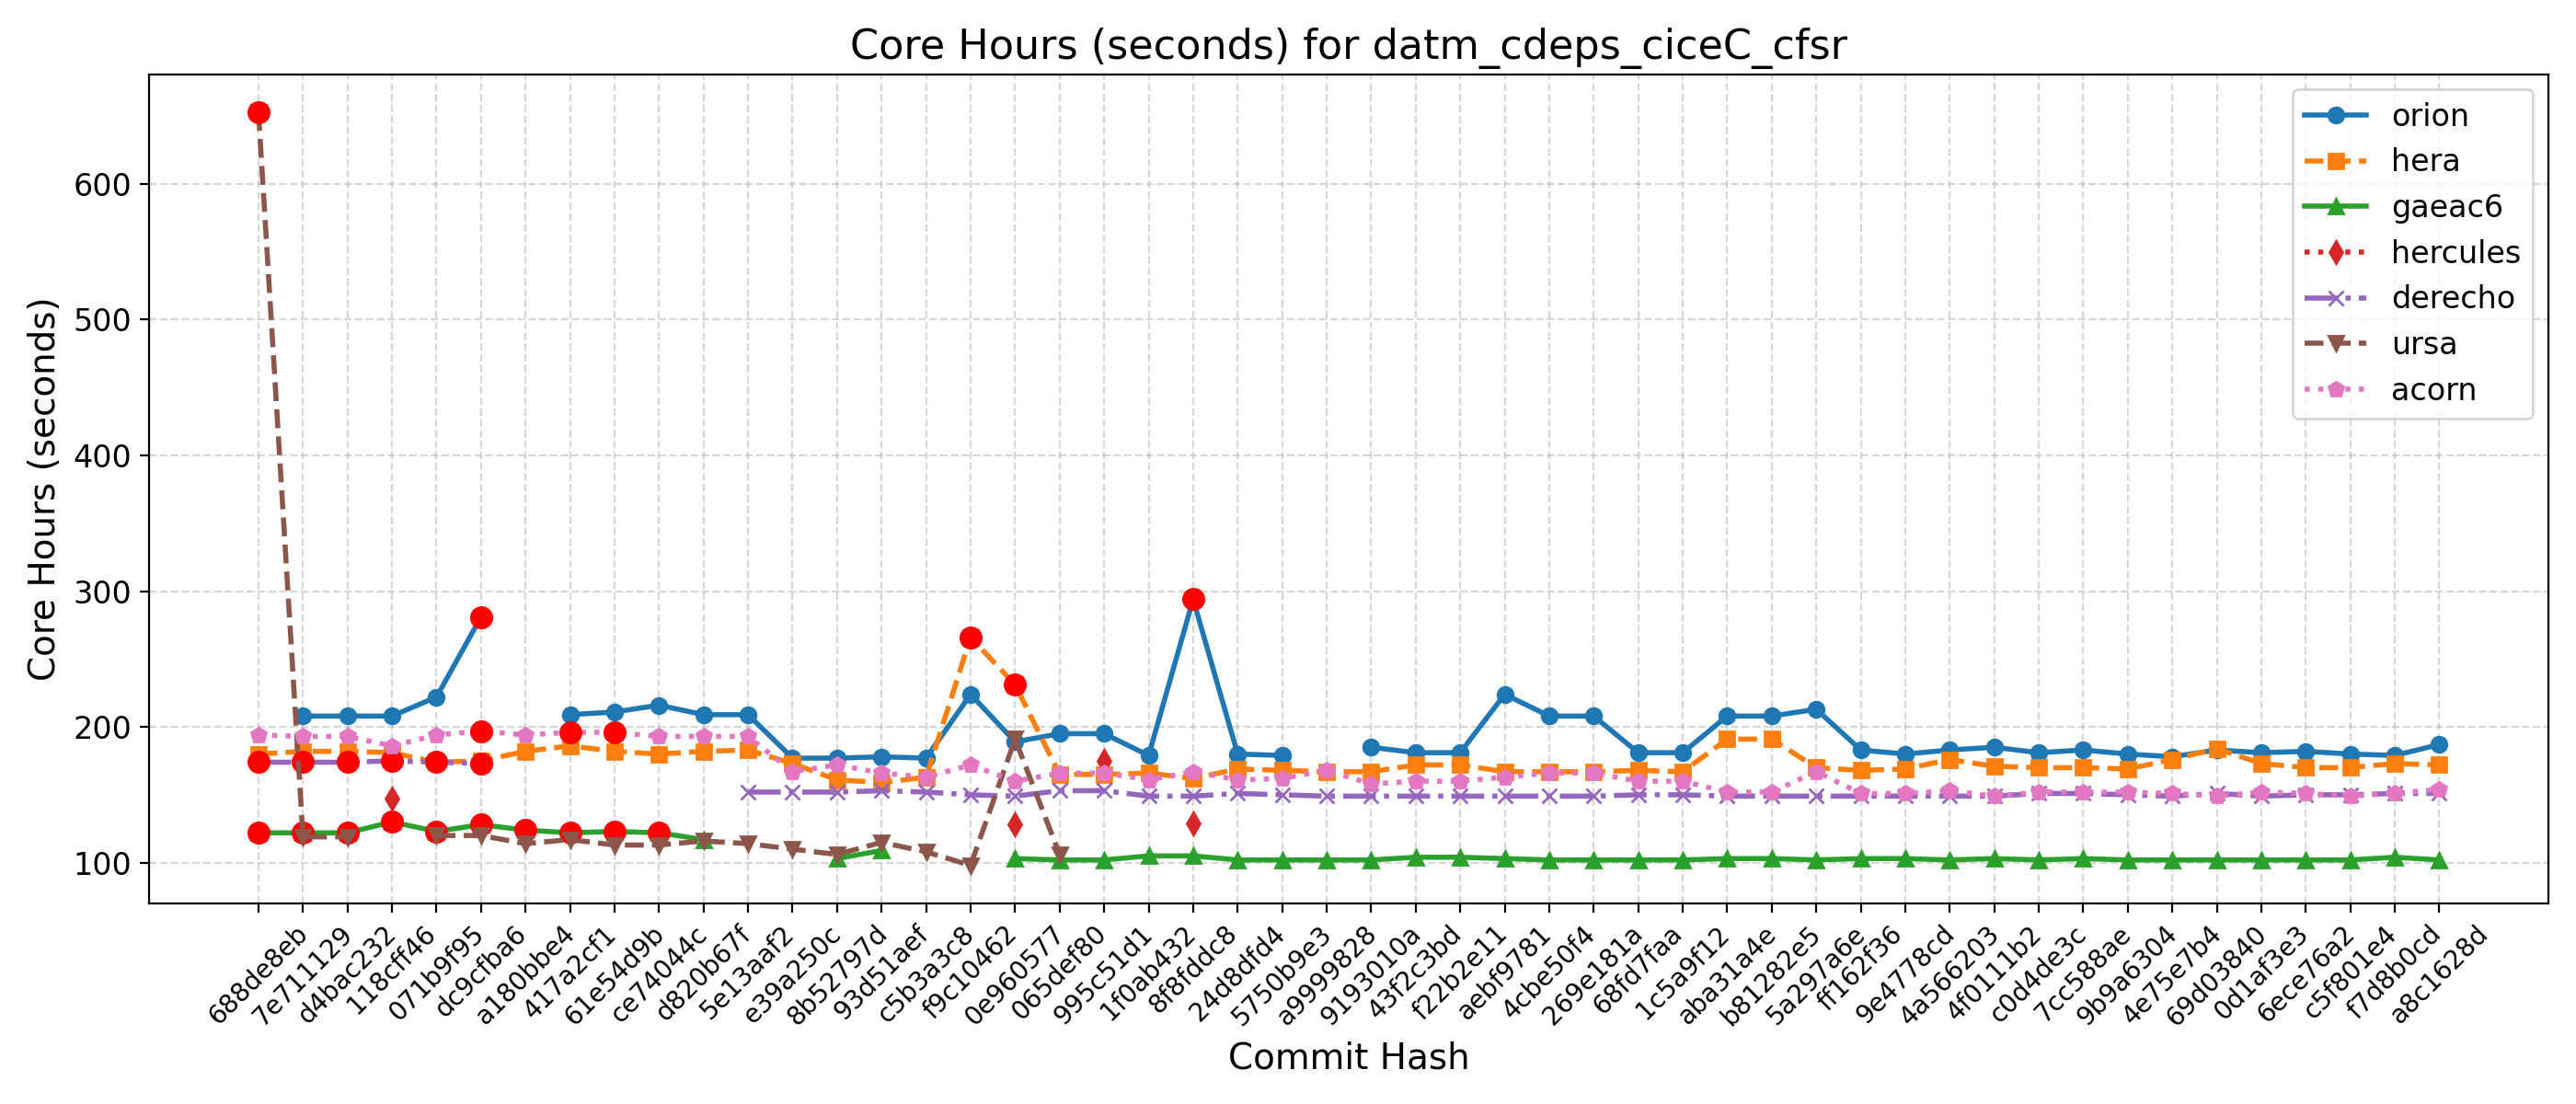 Core Hours (seconds) for datm_cdeps_ciceC_cfsr
Core Hours (seconds)
600
500
400
300
200
100
orion
hera
gaeac6
hercules
derecho
ursa
acorn
688de8eb
7e711129
d4bac232
118cff46
071b9f95
dc9cfba6
a180bbe4
417a2cf1
61e54d9b
ce74044c
d820b67f
5e13aaf2
e39a250c
8b52797d
93d51aef
c5b3a3c8
f9c10462
0e960577
065def80
995c51d1
1f0ab432
8f8fddc8
24d8dfd4
5750b9e3
a9999828
9193010a
43f2c3bd
f22b2e11
aebf9781
4cbe50f4
269e181a
68fd7faa
1c5a9f12
aba31a4e
b81282e5
5a297a6e
ff162f36
9e4778cd
4a566203
4f0111b2
c0d4de3c
7cc588ae
9b9a6304
4e75e7b4
69d03840
0d1af3e3
6ece76a2
c5f801e4
f7d8b0cd
a8c1628d
Commit Hash